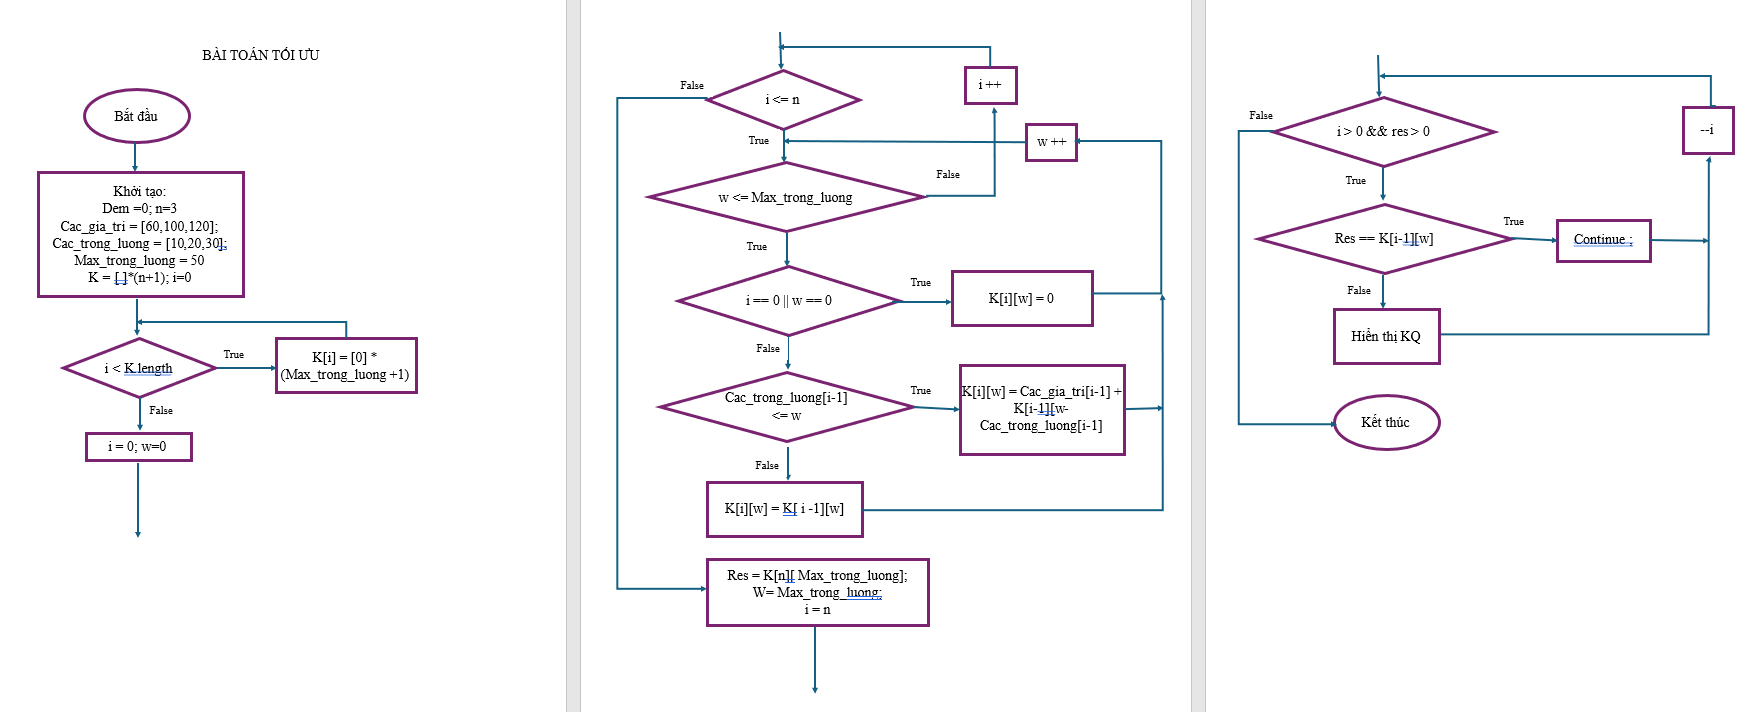 BÀI TOÁN TỐI ƯU
Bắt đầu
Khởi tạo:
Dem =0; n=3
Cac_gia_tri = [60,100,120];
Cac_trong_luong = [10,20,30];
Max_trong_luong = 50
K = [.]*(n+1); i=0
i < K.length
True
K[i] = [0] *
(Max_trong_luong +1)
False
i = 0; w=0
False
i <= n
i ++
True
w ++
w <= Max_trong_luong
False
True
i == 0 || w == 0
True
K[i][w] = 0
False
Cac_trong_luong[i-1]
<= w
True
K[i][w] = Cac_gia_tri[i-1] +
K[i-1][w-
Cac_trong_luong[i-1]
False
K[i][w] = K[ i -1][w]
Res = K[n][ Max_trong_luong];
W= Max_trong_luong;
i = n
False
i > 0 && res > 0
--i
True
Res == K[i-1][w]
True
Continue ;
False
Hiển thị KQ
Kết thúc